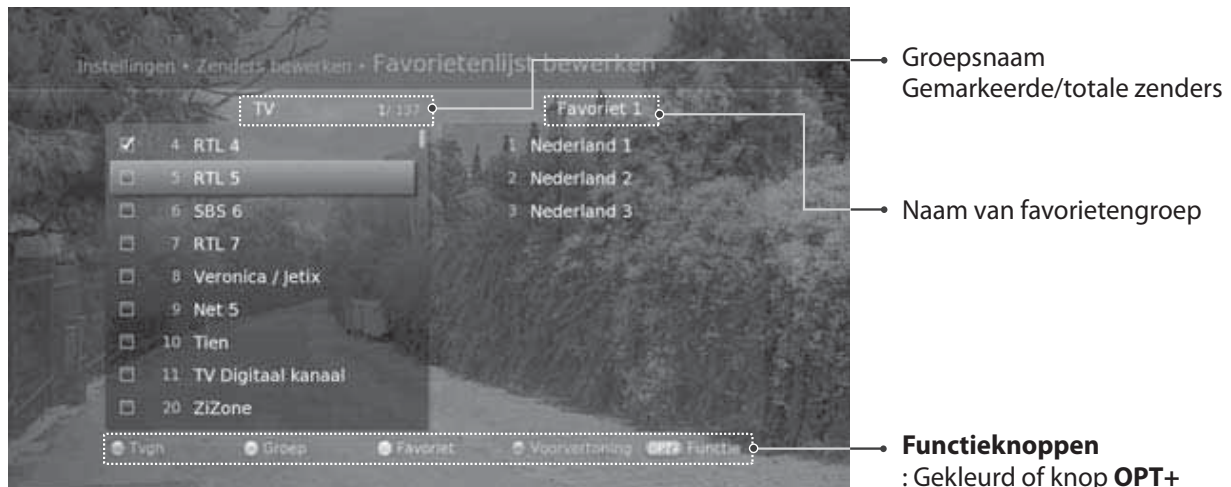 Instellingen • Zenders bewerken • Favorietenlijst bewerken
TV 1/ 137
Favoriet 1
4 RTL 4
5 RTL 5
6 SBS 6
7 RTL 7
8 Veronica / Jetix
9 Net 5
10 Tien
11 TV Digitaal kanaal
20 ZiZone
1 Nederland 1
2 Nederland 2
3 Nederland 3
Groep Favoriet Voorvertoning OPT+ Functie
Groepsnaam
Gemarkeerde/totale zenders
Naam van favorietengroep
Functieknoppen
: Gekleurd of knop OPT+